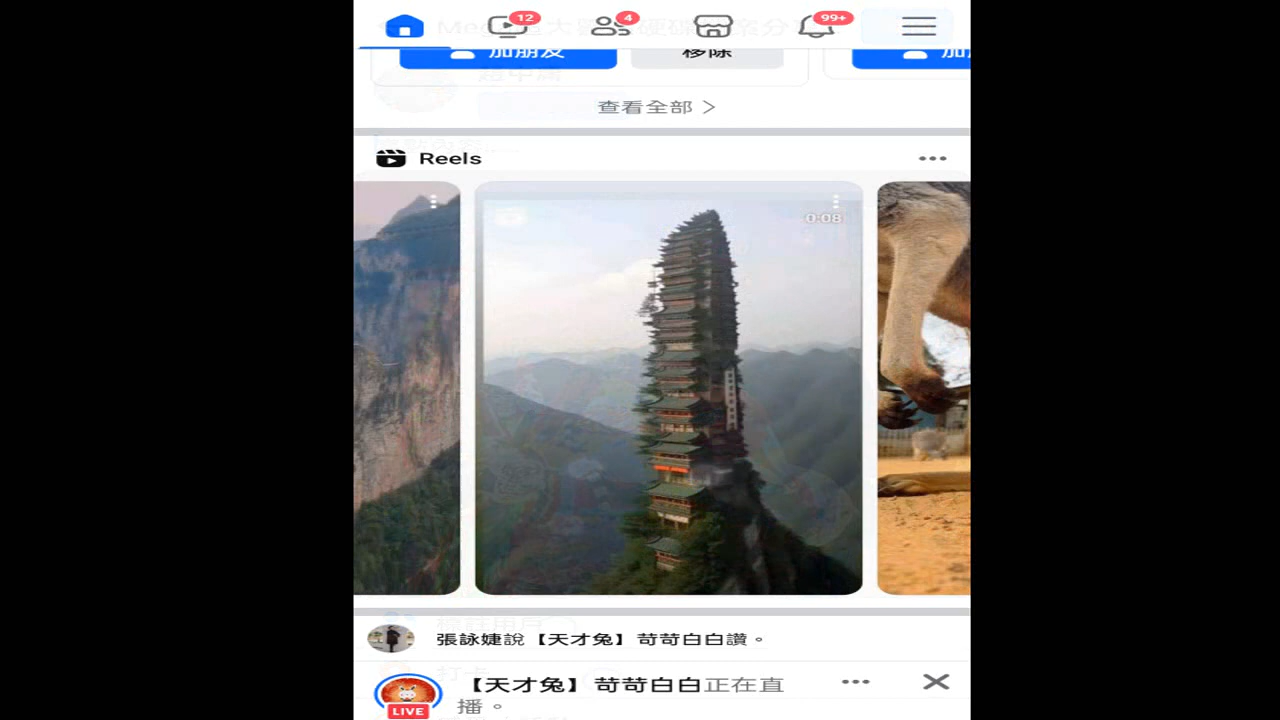 12
4
99+
加朋友
移除
加
查看全部 >
Reels
0:08
張詠婕說【天才兔】苛苛白白讚。
【天才兔】苛苛白白正在直
播。
LIVE